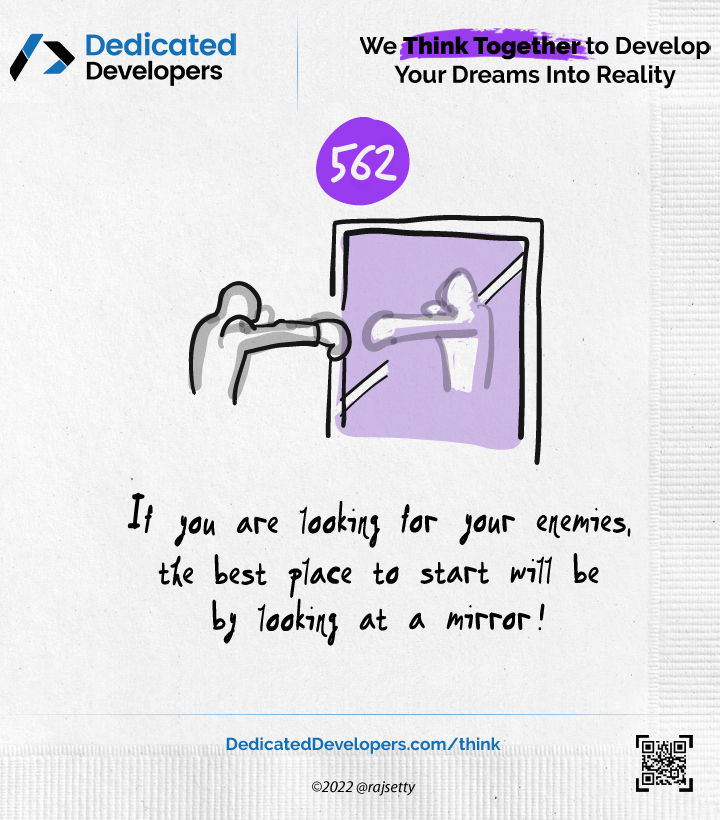 Dedicated
Developers
We Think Together to Develop
Your Dreams Into Reality
562
If you are looking for your enemies,
the best place to start will be
by looking at a mirror!
DedicatedDevelopers.com/think
©2022 @rajsetty